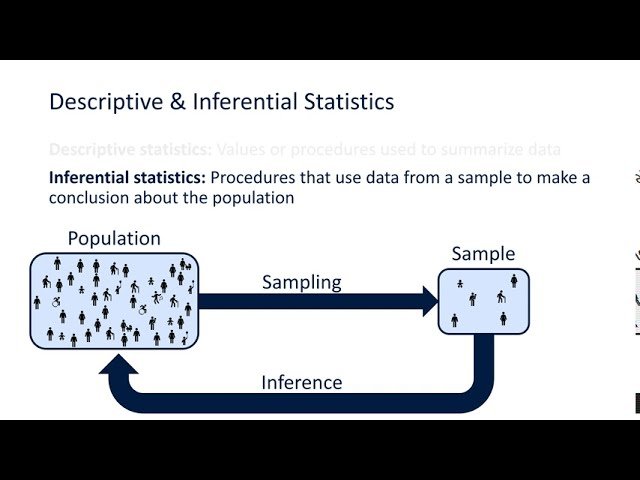 Descriptive & Inferential Statistics
Descriptive statistics: Values or procedures used to summarize data
Inferential statistics: Procedures that use data from a sample to make a
conclusion about the population
Population
Sample
Sampling
Inference